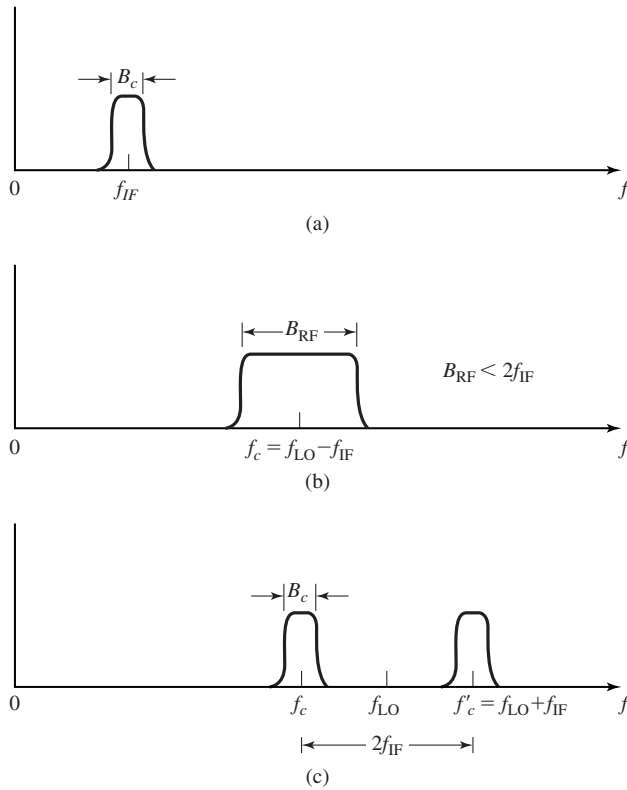 B_c
0 f_IF f
(a)
B_RF
B_RF < 2f_IF
0 f_c = f_LO − f_IF f
(b)
B_c
0 f_c f_LO f'_c = f_LO + f_IF f
2f_IF
(c)